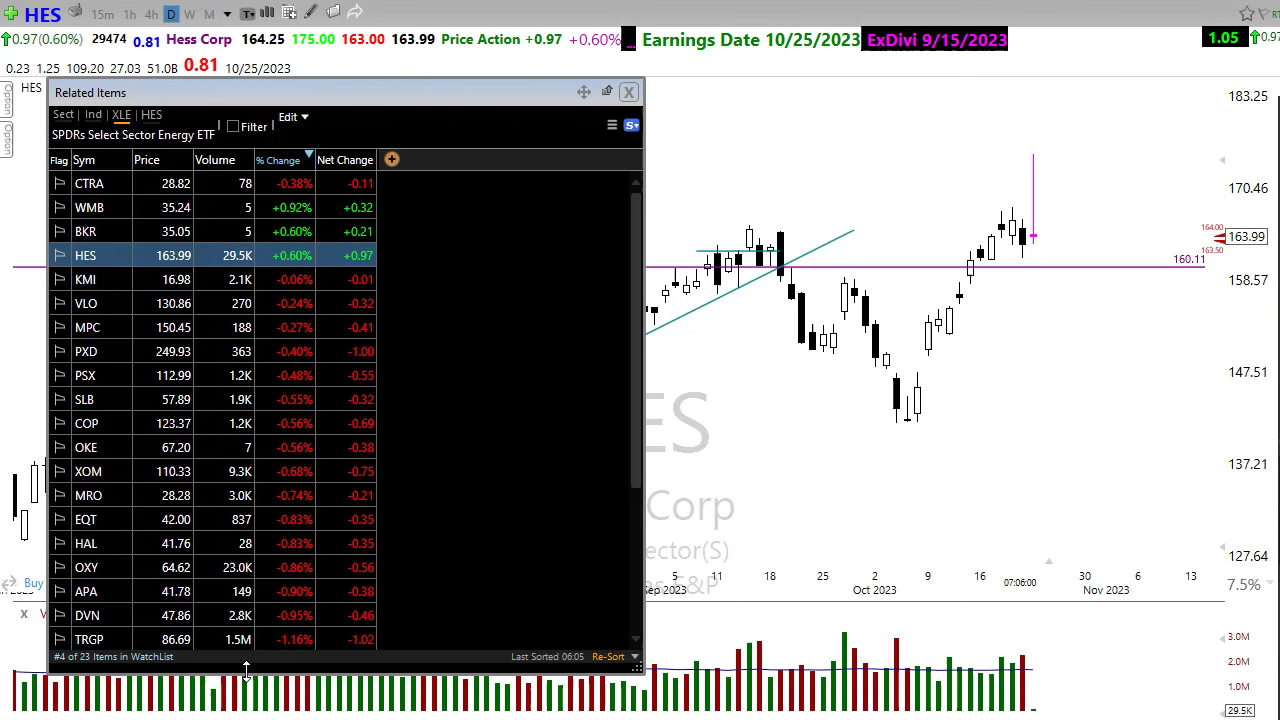 HES 15m 1h 4h D W M
0.97(0.60%) 29474 0.81 Hess Corp 164.25 175.00 163.00 163.99 Price Action +0.97 +0.60% Earnings Date 10/25/2023 ExDivi 9/15/2023 1.05 0.97
0.23 1.25 109.20 27.03 51.0B 0.81 10/25/2023
Option
Option
HES
Related Items
Sect Ind XLE HES
SPDRs Select Sector Energy ETF Filter Edit
Flag Sym Price Volume % Change Net Change
CTRA 28.82 78 -0.38% -0.11
WMB 35.24 5 +0.92% +0.32
BKR 35.05 5 +0.60% +0.21
HES 163.99 29.5K +0.60% +0.97
KMI 16.98 2.1K -0.06% -0.01
VLO 130.86 270 -0.24% -0.32
MPC 150.45 188 -0.27% -0.41
PXD 249.93 363 -0.40% -1.00
PSX 112.99 1.2K -0.48% -0.55
SLB 57.89 1.9K -0.55% -0.32
COP 123.37 1.2K -0.56% -0.69
OKE 67.20 7 -0.56% -0.38
XOM 110.33 9.3K -0.68% -0.75
MRO 28.28 3.0K -0.74% -0.21
EQT 42.00 837 -0.83% -0.35
HAL 41.76 28 -0.83% -0.35
OXY 64.62 23.0K -0.86% -0.56
APA 41.78 149 -0.90% -0.38
DVN 47.86 2.8K -0.95% -0.46
TRGP 86.69 1.5M -1.16% -1.02
#4 of 23 Items in WatchList Last Sorted 06:05 Re-Sort
183.25
170.46
164.00
163.99
163.50
160.11
158.57
147.51
137.21
127.64
7.5%
ES
Corp
ector(S)
s S&P
Buy
5 11 18 25 2 9 16 07:06:00 30 6 13
Sep 2023 Oct 2023 Nov 2023
X V
3.0M
2.0M
1.0M
29.5K